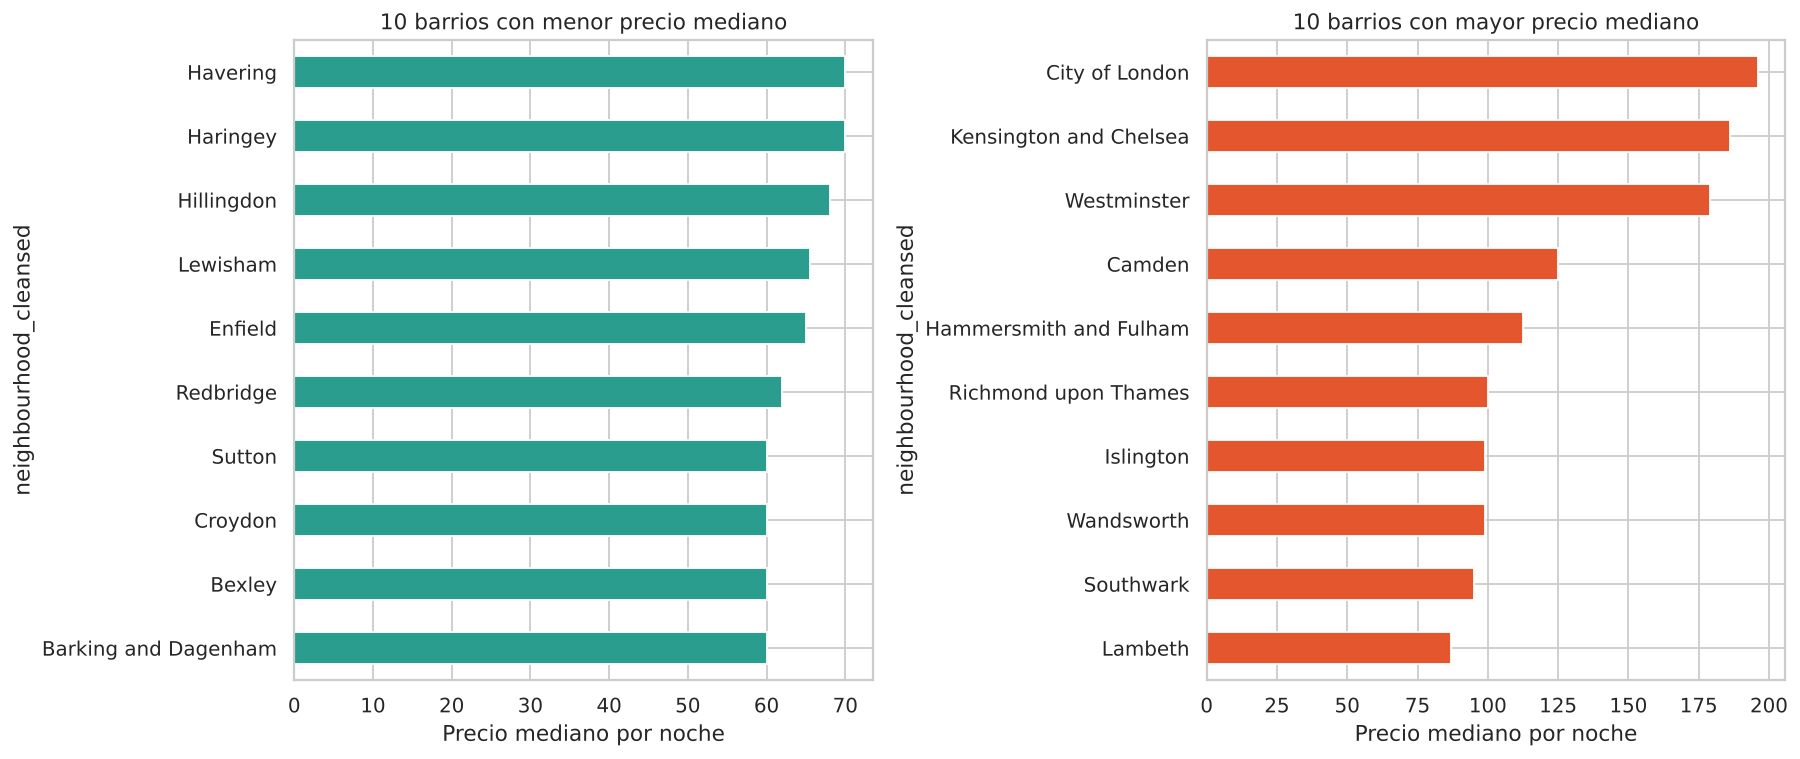 10 barrios con menor precio mediano
neighbourhood_cleansed
Havering
Haringey
Hillingdon
Lewisham
Enfield
Redbridge
Sutton
Croydon
Bexley
Barking and Dagenham
0 10 20 30 40 50 60 70
Precio mediano por noche
10 barrios con mayor precio mediano
neighbourhood_cleansed
City of London
Kensington and Chelsea
Westminster
Camden
Hammersmith and Fulham
Richmond upon Thames
Islington
Wandsworth
Southwark
Lambeth
0 25 50 75 100 125 150 175 200
Precio mediano por noche